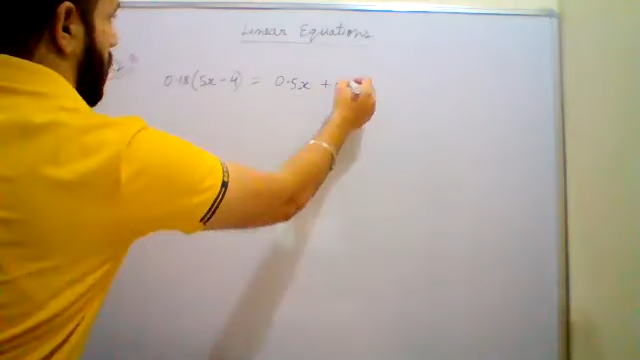 Linear Equations
0.18(5x-4) = 0.5x +